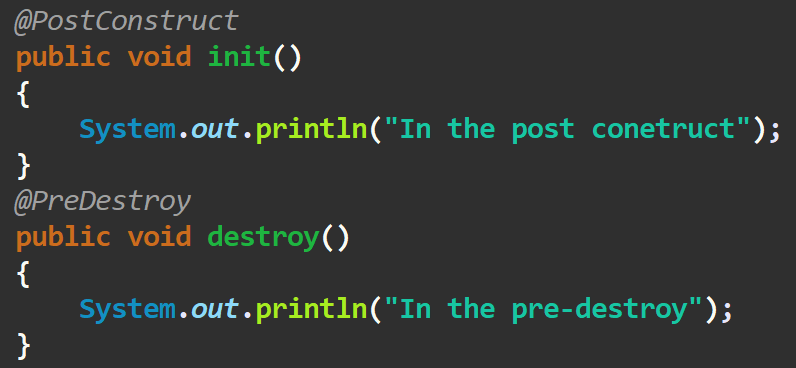 @PostConstruct
public void init()
{
    System.out.println("In the post conetruct");
}
@PreDestroy
public void destroy()
{
    System.out.println("In the pre-destroy");
}